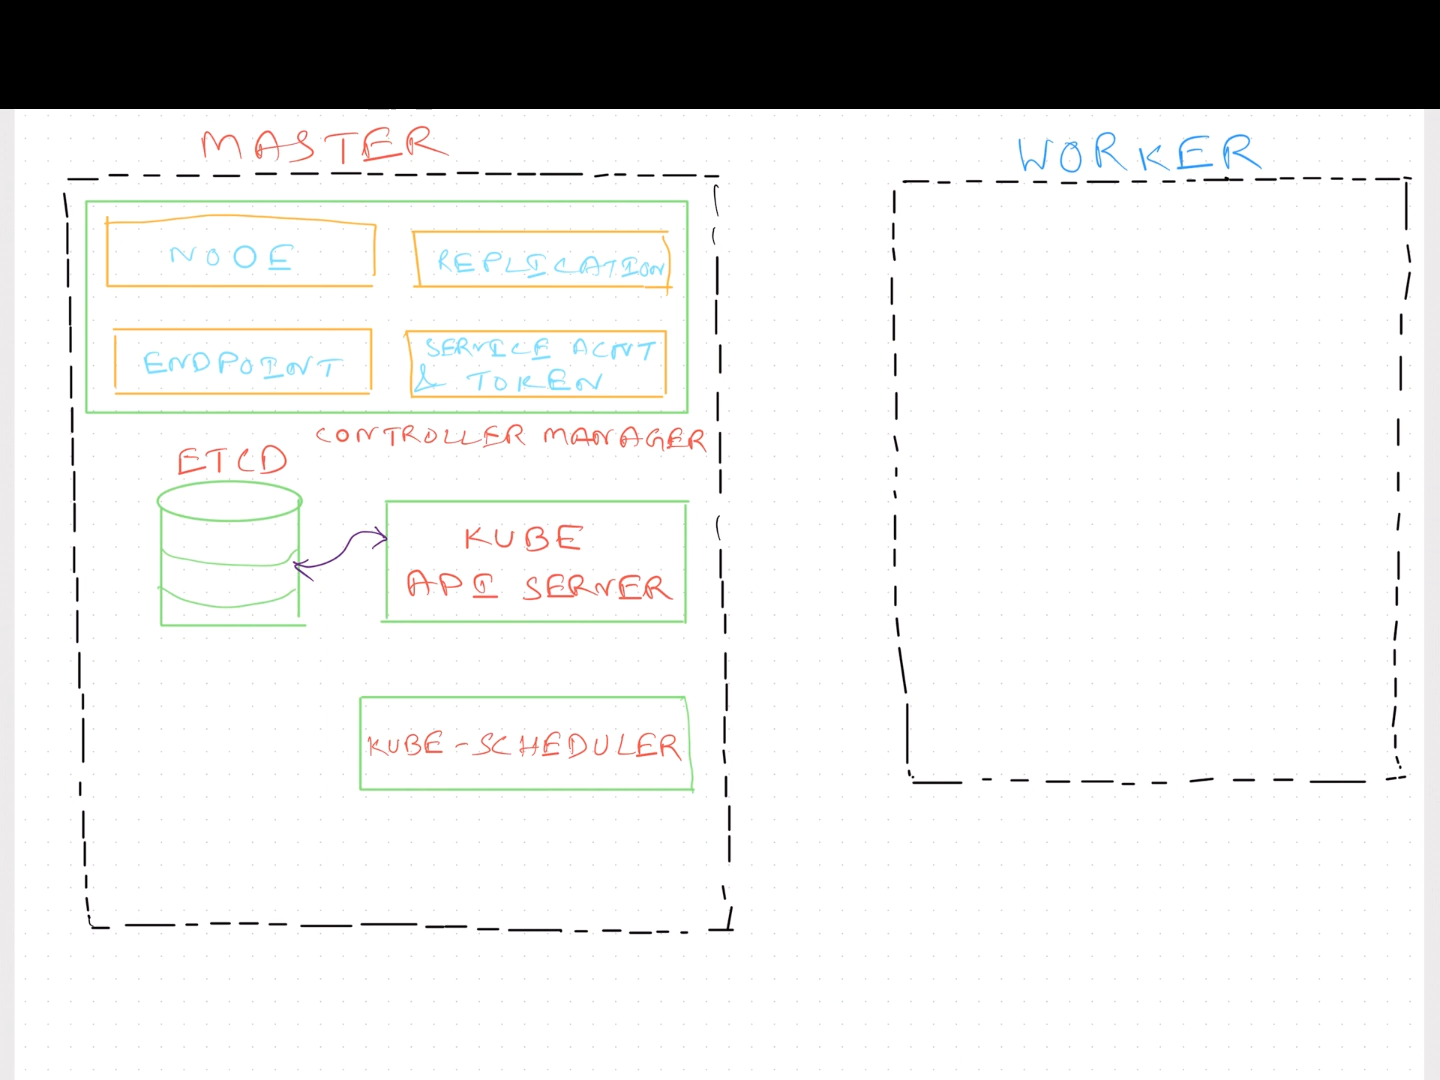 MASTER
WORKER
NODE
REPLICATION
ENDPOINT
SERVICE ACNT
& TOKEN
CONTROLLER MANAGER
ETCD
KUBE
API SERVER
KUBE-SCHEDULER